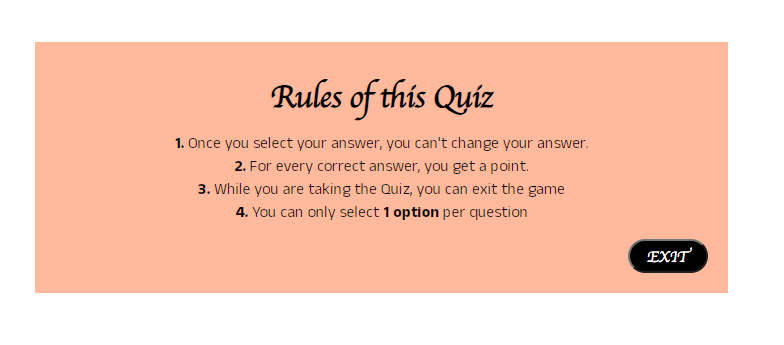 Rules of this Quiz
1. Once you select your answer, you can't change your answer.
2. For every correct answer, you get a point.
3. While you are taking the Quiz, you can exit the game
4. You can only select 1 option per question
EXIT